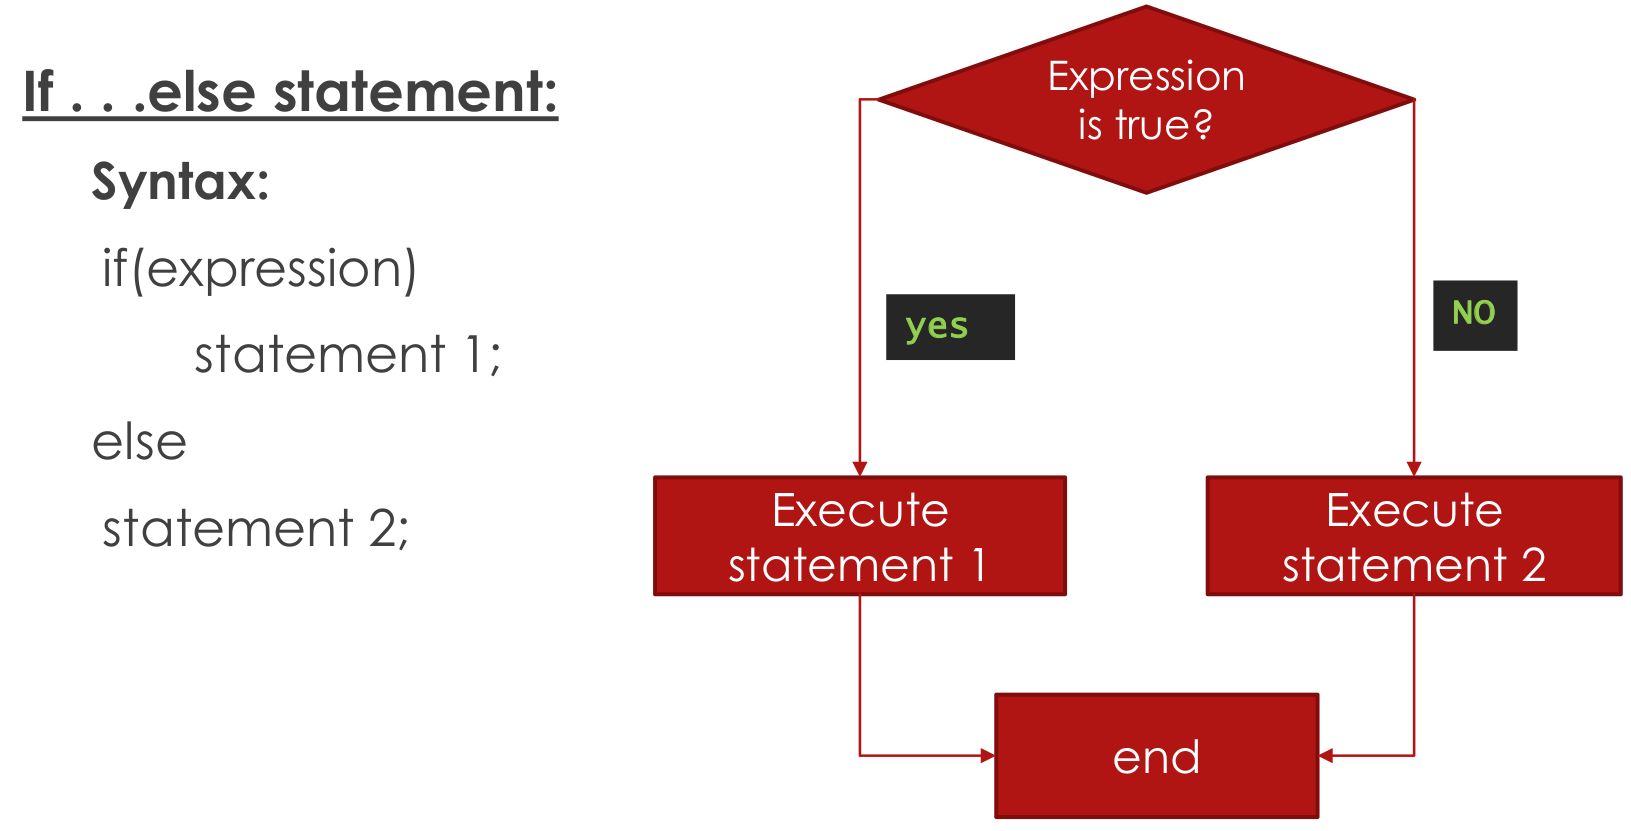 If . . .else statement:
Syntax:
if(expression)
statement 1;
else
statement 2;
Expression
is true?
yes
NO
Execute
statement 1
Execute
statement 2
end